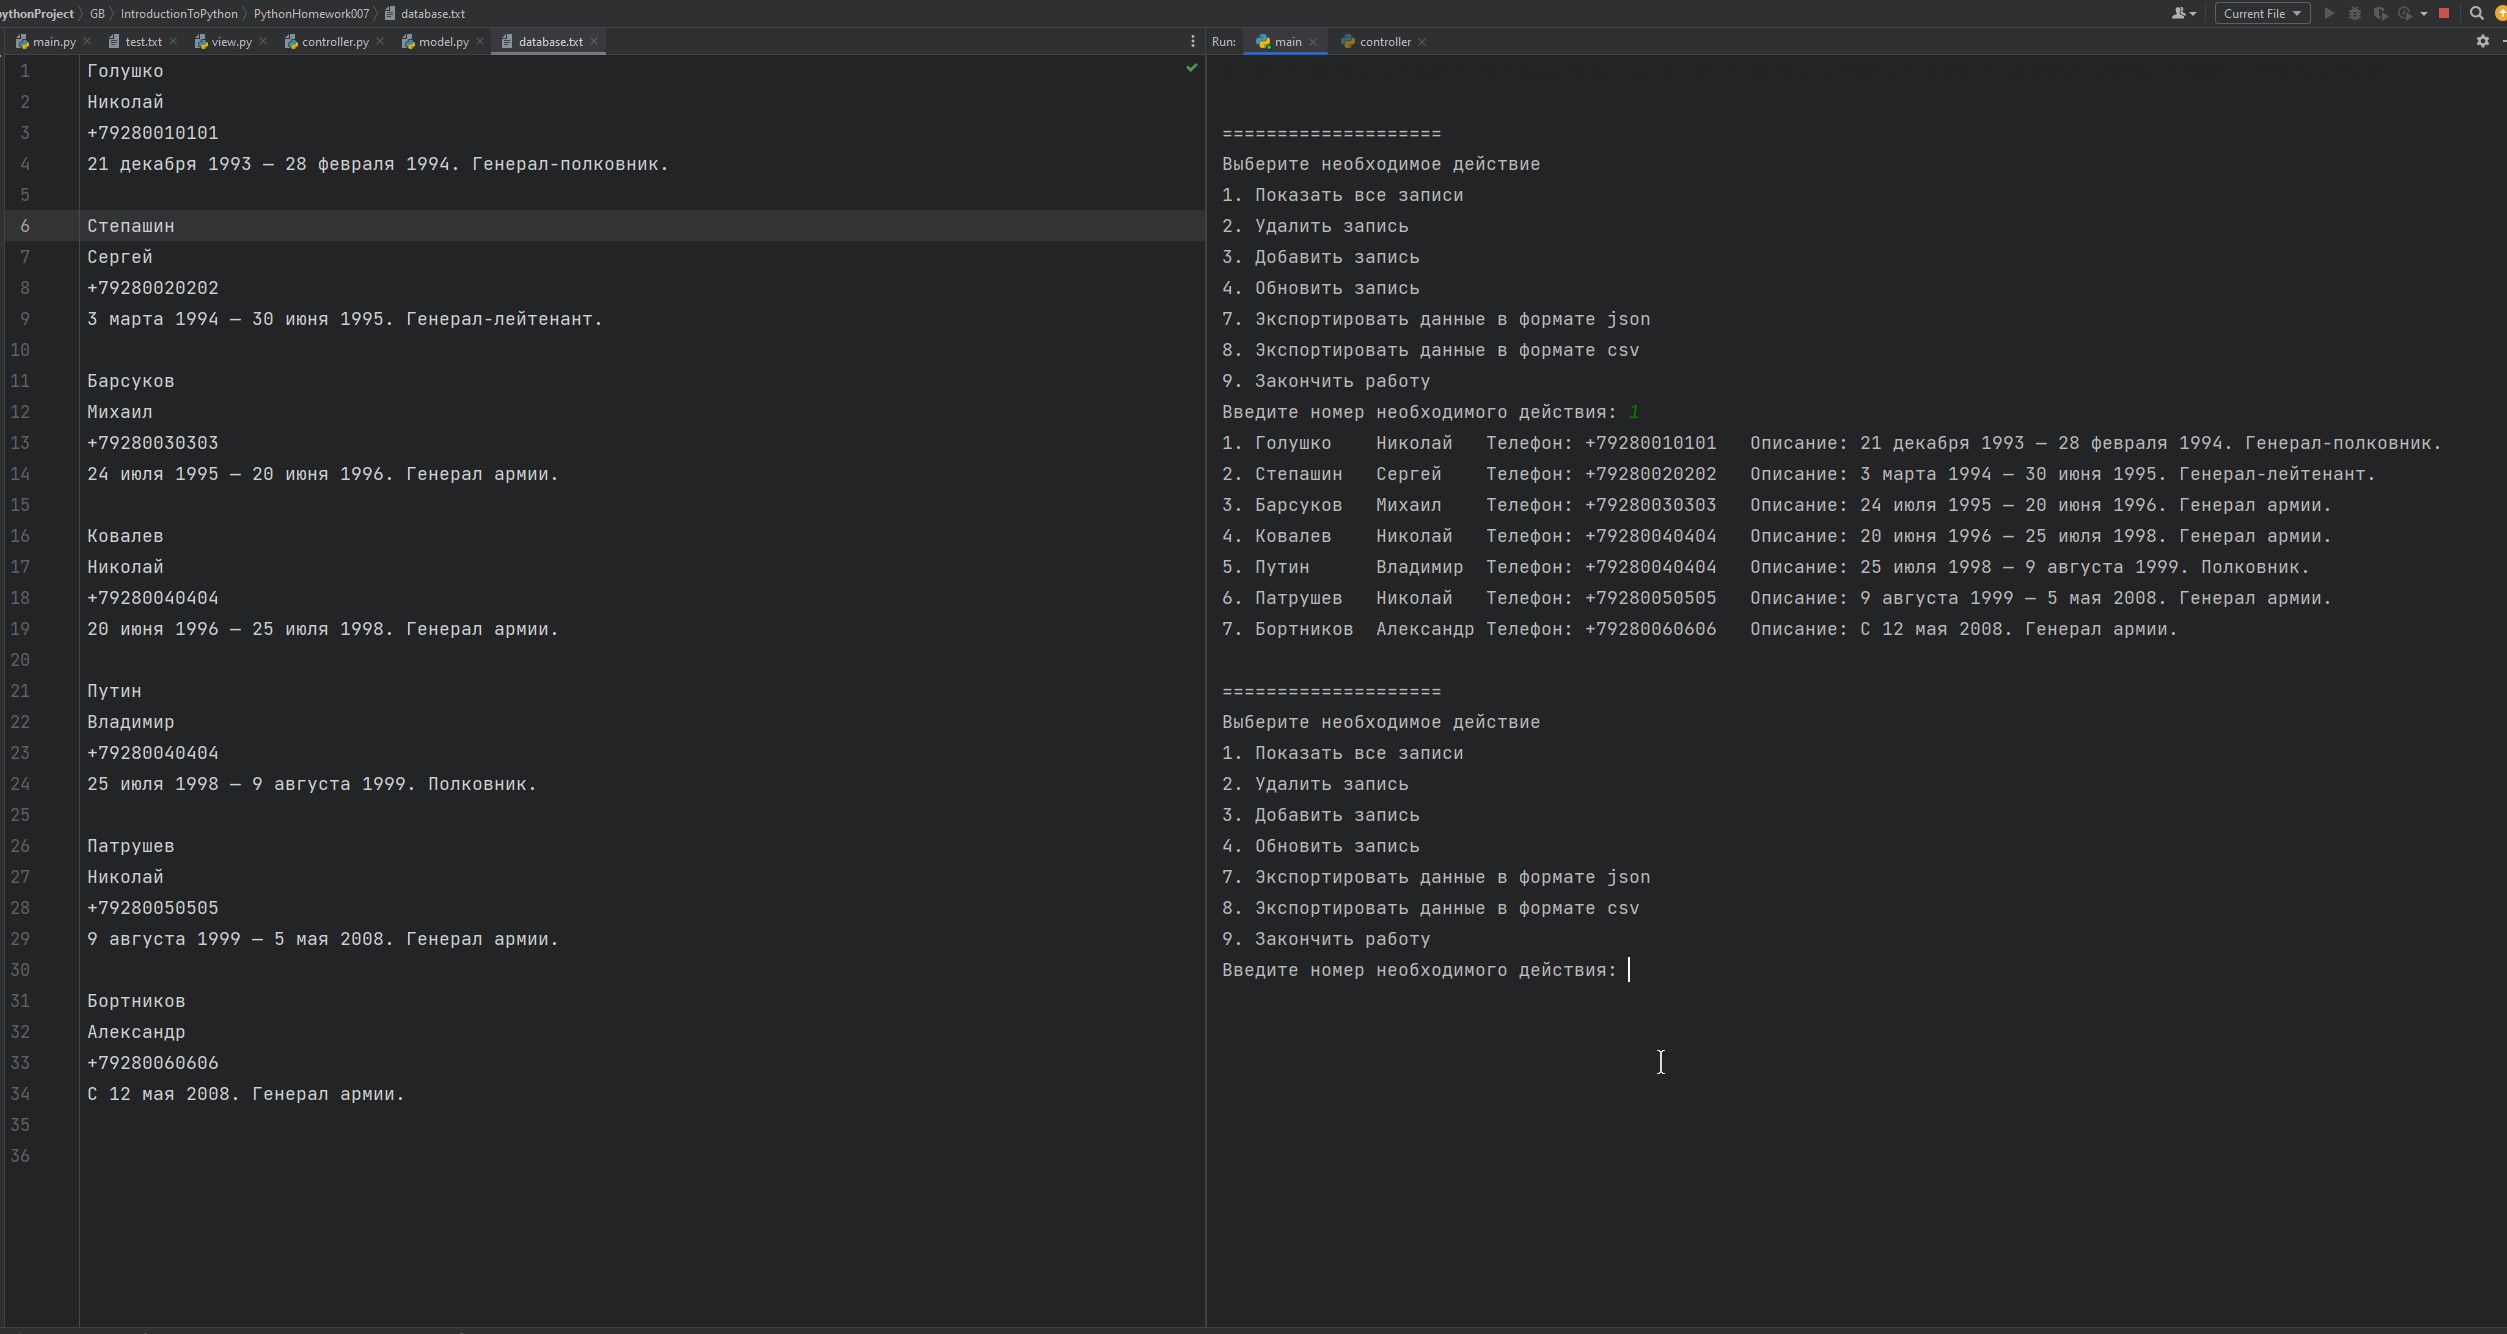 pythonProject GB IntroductionToPython PythonHomework007 database.txt
Current File
main.py test.txt view.py controller.py model.py database.txt
Run: main controller
1 Голушко
2 Николай
3 +79280010101
4 21 декабря 1993 — 28 февраля 1994. Генерал-полковник.
5
6 Степашин
7 Сергей
8 +79280020202
9 3 марта 1994 — 30 июня 1995. Генерал-лейтенант.
10
11 Барсуков
12 Михаил
13 +79280030303
14 24 июля 1995 — 20 июня 1996. Генерал армии.
15
16 Ковалев
17 Николай
18 +79280040404
19 20 июня 1996 — 25 июля 1998. Генерал армии.
20
21 Путин
22 Владимир
23 +79280040404
24 25 июля 1998 — 9 августа 1999. Полковник.
25
26 Патрушев
27 Николай
28 +79280050505
29 9 августа 1999 — 5 мая 2008. Генерал армии.
30
31 Бортников
32 Александр
33 +79280060606
34 С 12 мая 2008. Генерал армии.
35
36
====================
Выберите необходимое действие
1. Показать все записи
2. Удалить запись
3. Добавить запись
4. Обновить запись
7. Экспортировать данные в формате json
8. Экспортировать данные в формате csv
9. Закончить работу
Введите номер необходимого действия: 1
1. Голушко Николай Телефон: +79280010101 Описание: 21 декабря 1993 — 28 февраля 1994. Генерал-полковник.
2. Степашин Сергей Телефон: +79280020202 Описание: 3 марта 1994 — 30 июня 1995. Генерал-лейтенант.
3. Барсуков Михаил Телефон: +79280030303 Описание: 24 июля 1995 — 20 июня 1996. Генерал армии.
4. Ковалев Николай Телефон: +79280040404 Описание: 20 июня 1996 — 25 июля 1998. Генерал армии.
5. Путин Владимир Телефон: +79280040404 Описание: 25 июля 1998 — 9 августа 1999. Полковник.
6. Патрушев Николай Телефон: +79280050505 Описание: 9 августа 1999 — 5 мая 2008. Генерал армии.
7. Бортников Александр Телефон: +79280060606 Описание: С 12 мая 2008. Генерал армии.
====================
Выберите необходимое действие
1. Показать все записи
2. Удалить запись
3. Добавить запись
4. Обновить запись
7. Экспортировать данные в формате json
8. Экспортировать данные в формате csv
9. Закончить работу
Введите номер необходимого действия: